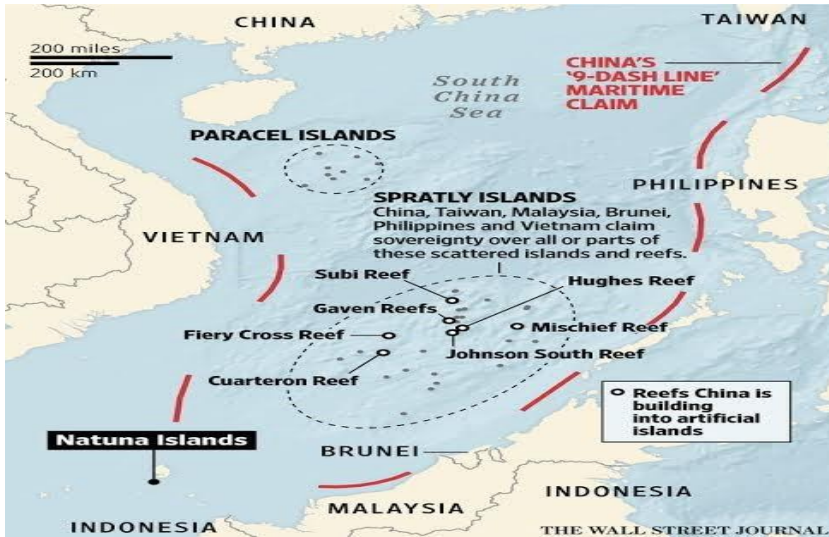 CHINA
TAIWAN
200 miles
200 km
CHINA'S
'9-DASH LINE'
MARITIME
CLAIM
South
China
Sea
PARACEL ISLANDS
PHILIPPINES
SPRATLY ISLANDS
China, Taiwan, Malaysia, Brunei,
Philippines and Vietnam claim
sovereignty over all or parts of
these scattered islands and reefs.
VIETNAM
Subi Reef
Hughes Reef
Gaven Reefs
Mischief Reef
Fiery Cross Reef
Johnson South Reef
Cuarteron Reef
Reefs China is
building
into artificial
islands
Natuna Islands
BRUNEI
MALAYSIA
INDONESIA
INDONESIA
THE WALL STREET JOURNAL